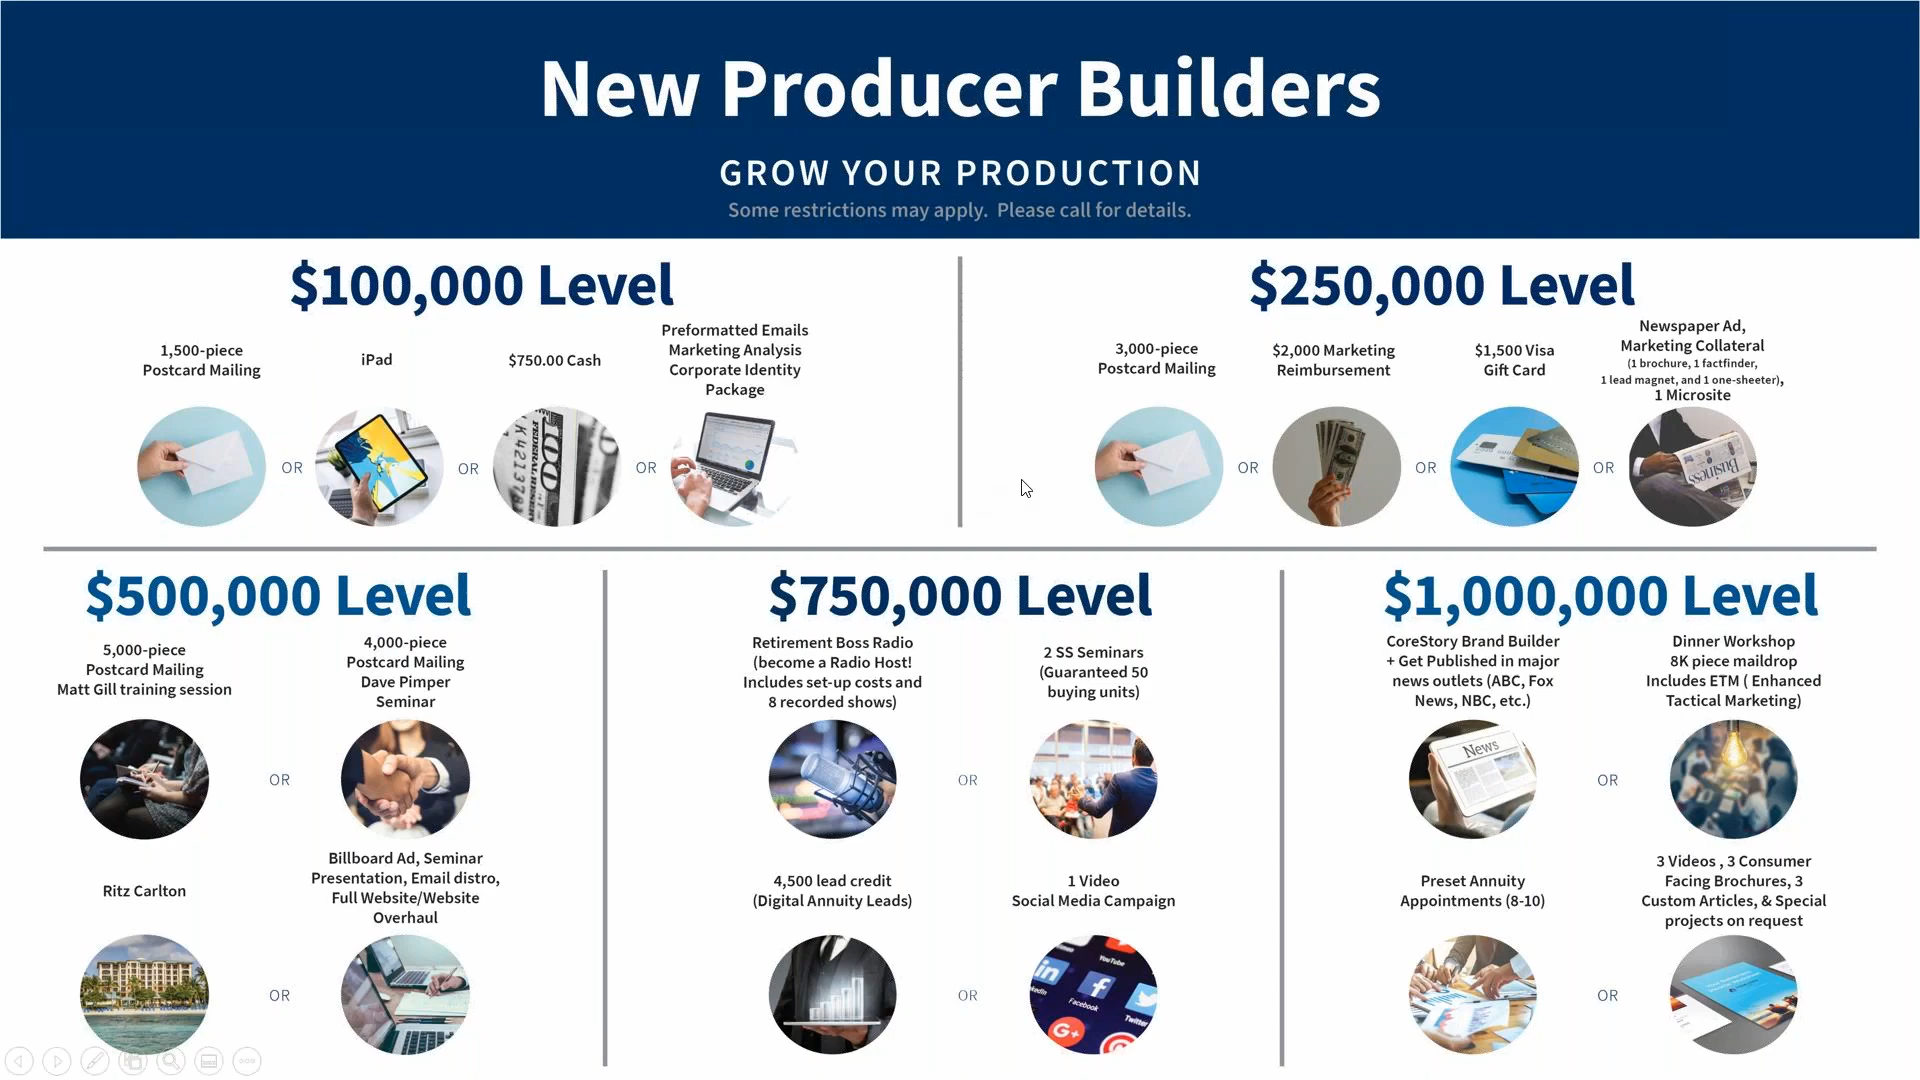 New Producer Builders
GROW YOUR PRODUCTION
Some restrictions may apply.  Please call for details.
$100,000 Level
1,500-piece
Postcard Mailing
iPad
$750.00 Cash
Preformatted Emails
Marketing Analysis
Corporate Identity
Package
OR
OR
OR
$250,000 Level
3,000-piece
Postcard Mailing
$2,000 Marketing
Reimbursement
$1,500 Visa
Gift Card
Newspaper Ad,
Marketing Collateral
(1 brochure, 1 factfinder,
1 lead magnet, and 1 one-sheeter),
1 Microsite
OR
OR
OR
Business
$500,000 Level
5,000-piece
Postcard Mailing
Matt Gill training session
OR
4,000-piece
Postcard Mailing
Dave Pimper
Seminar
Ritz Carlton
OR
Billboard Ad, Seminar
Presentation, Email distro,
Full Website/Website
Overhaul
$750,000 Level
Retirement Boss Radio
(become a Radio Host!
Includes set-up costs and
8 recorded shows)
OR
2 SS Seminars
(Guaranteed 50
buying units)
4,500 lead credit
(Digital Annuity Leads)
OR
1 Video
Social Media Campaign
YouTube
Facebook
Twitter
$1,000,000 Level
CoreStory Brand Builder
+ Get Published in major
news outlets (ABC, Fox
News, NBC, etc.)
News
OR
Dinner Workshop
8K piece maildrop
Includes ETM ( Enhanced
Tactical Marketing)
Preset Annuity
Appointments (8-10)
OR
3 Videos , 3 Consumer
Facing Brochures, 3
Custom Articles, & Special
projects on request